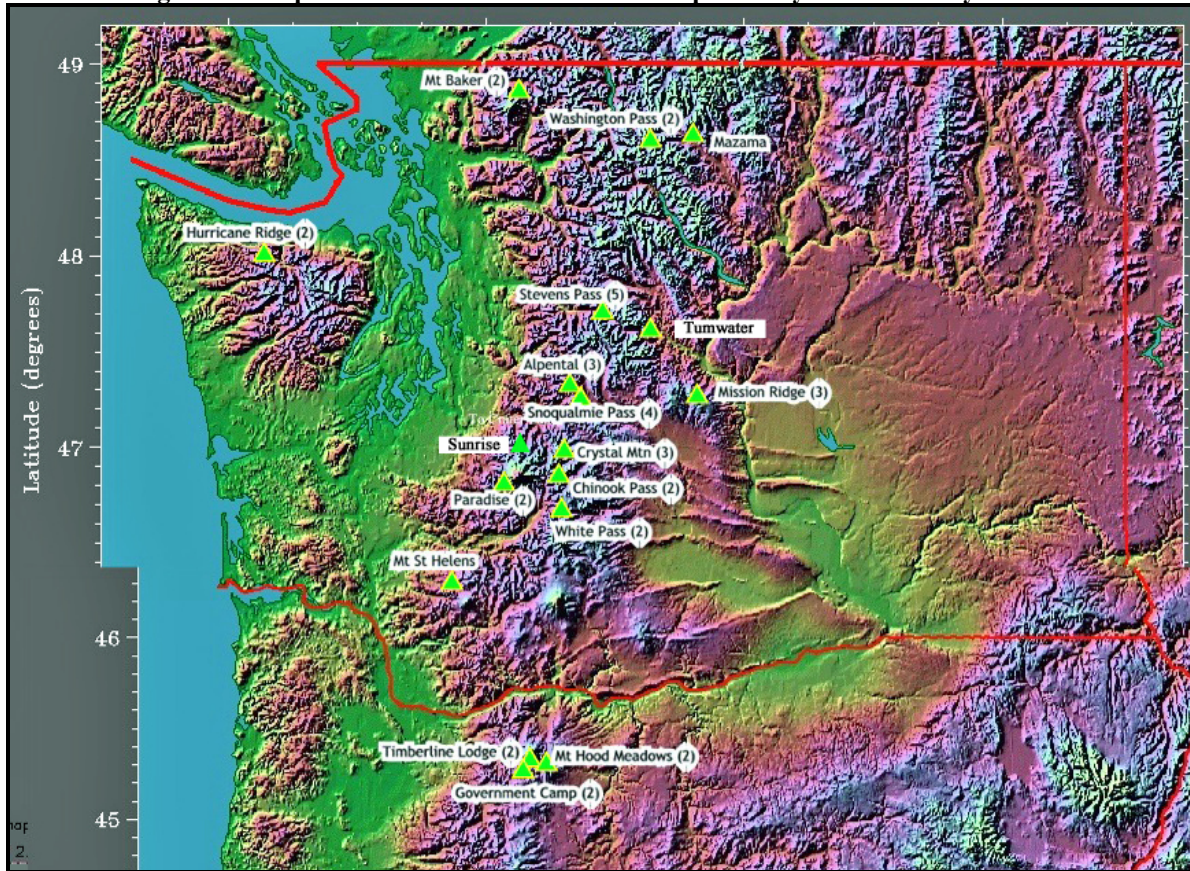 49
Mt Baker (2)
Washington Pass (2)
Mazama
Hurricane Ridge (2)
48
Stevens Pass (5)
Tumwater
Alpental (3)
Mission Ridge (3)
Snoqualmie Pass (4)
Latitude (degrees)
47
Sunrise
Crystal Mtn (3)
Chinook Pass (2)
Paradise (2)
White Pass (2)
Mt St Helens
46
Timberline Lodge (2)
Mt Hood Meadows (2)
Government Camp (2)
45
2.